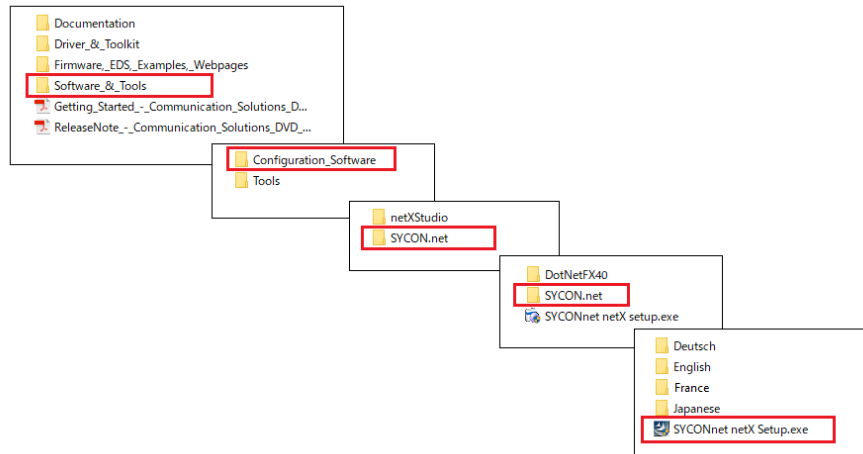 Documentation
Driver_&_Toolkit
Firmware,_EDS,_Examples,_Webpages
Software_&_Tools
Getting_Started_-_Communication_Solutions_D...
ReleaseNote_-_Communication_Solutions_DVD_...
Configuration_Software
Tools
netXStudio
SYCON.net
DotNetFX40
SYCON.net
SYCONnet netX setup.exe
Deutsch
English
France
Japanese
SYCONnet netX Setup.exe